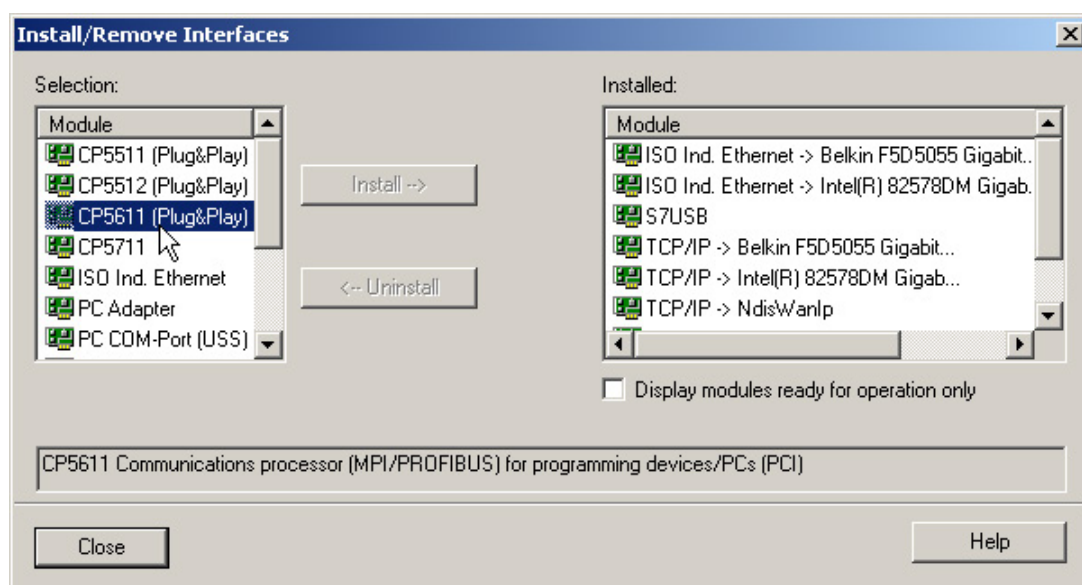 Install/Remove Interfaces
Selection:
Module
CP5511 (Plug&Play)
CP5512 (Plug&Play)
CP5611 (Plug&Play)
CP5711
ISO Ind. Ethernet
PC Adapter
PC COM-Port (USS)
Install -->
<-- Uninstall
Installed:
Module
ISO Ind. Ethernet -> Belkin F5D5055 Gigabit..
ISO Ind. Ethernet -> Intel(R) 82578DM Gigab.
S7USB
TCP/IP -> Belkin F5D5055 Gigabit...
TCP/IP -> Intel(R) 82578DM Gigab...
TCP/IP -> NdisWanIp
Display modules ready for operation only
CP5611 Communications processor (MPI/PROFIBUS) for programming devices/PCs (PCI)
Close
Help